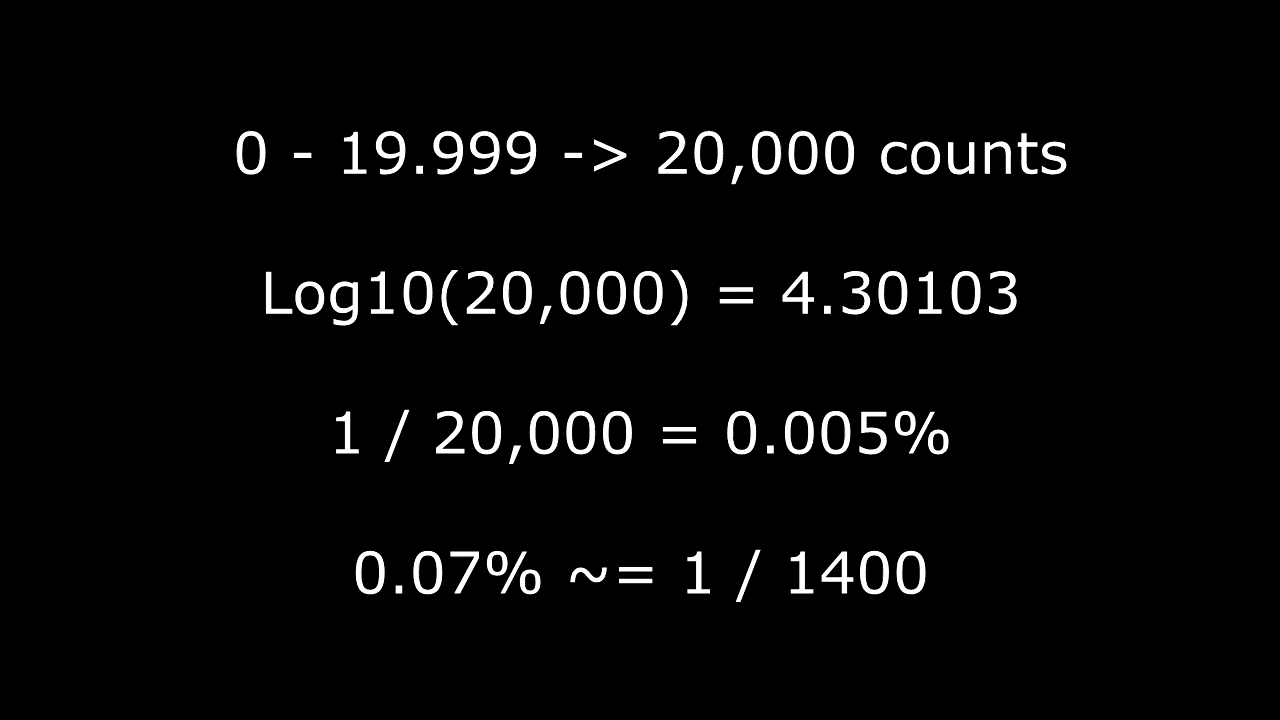 0 - 19.999 -> 20,000 counts
Log10(20,000) = 4.30103
1 / 20,000 = 0.005%
0.07% ~= 1 / 1400